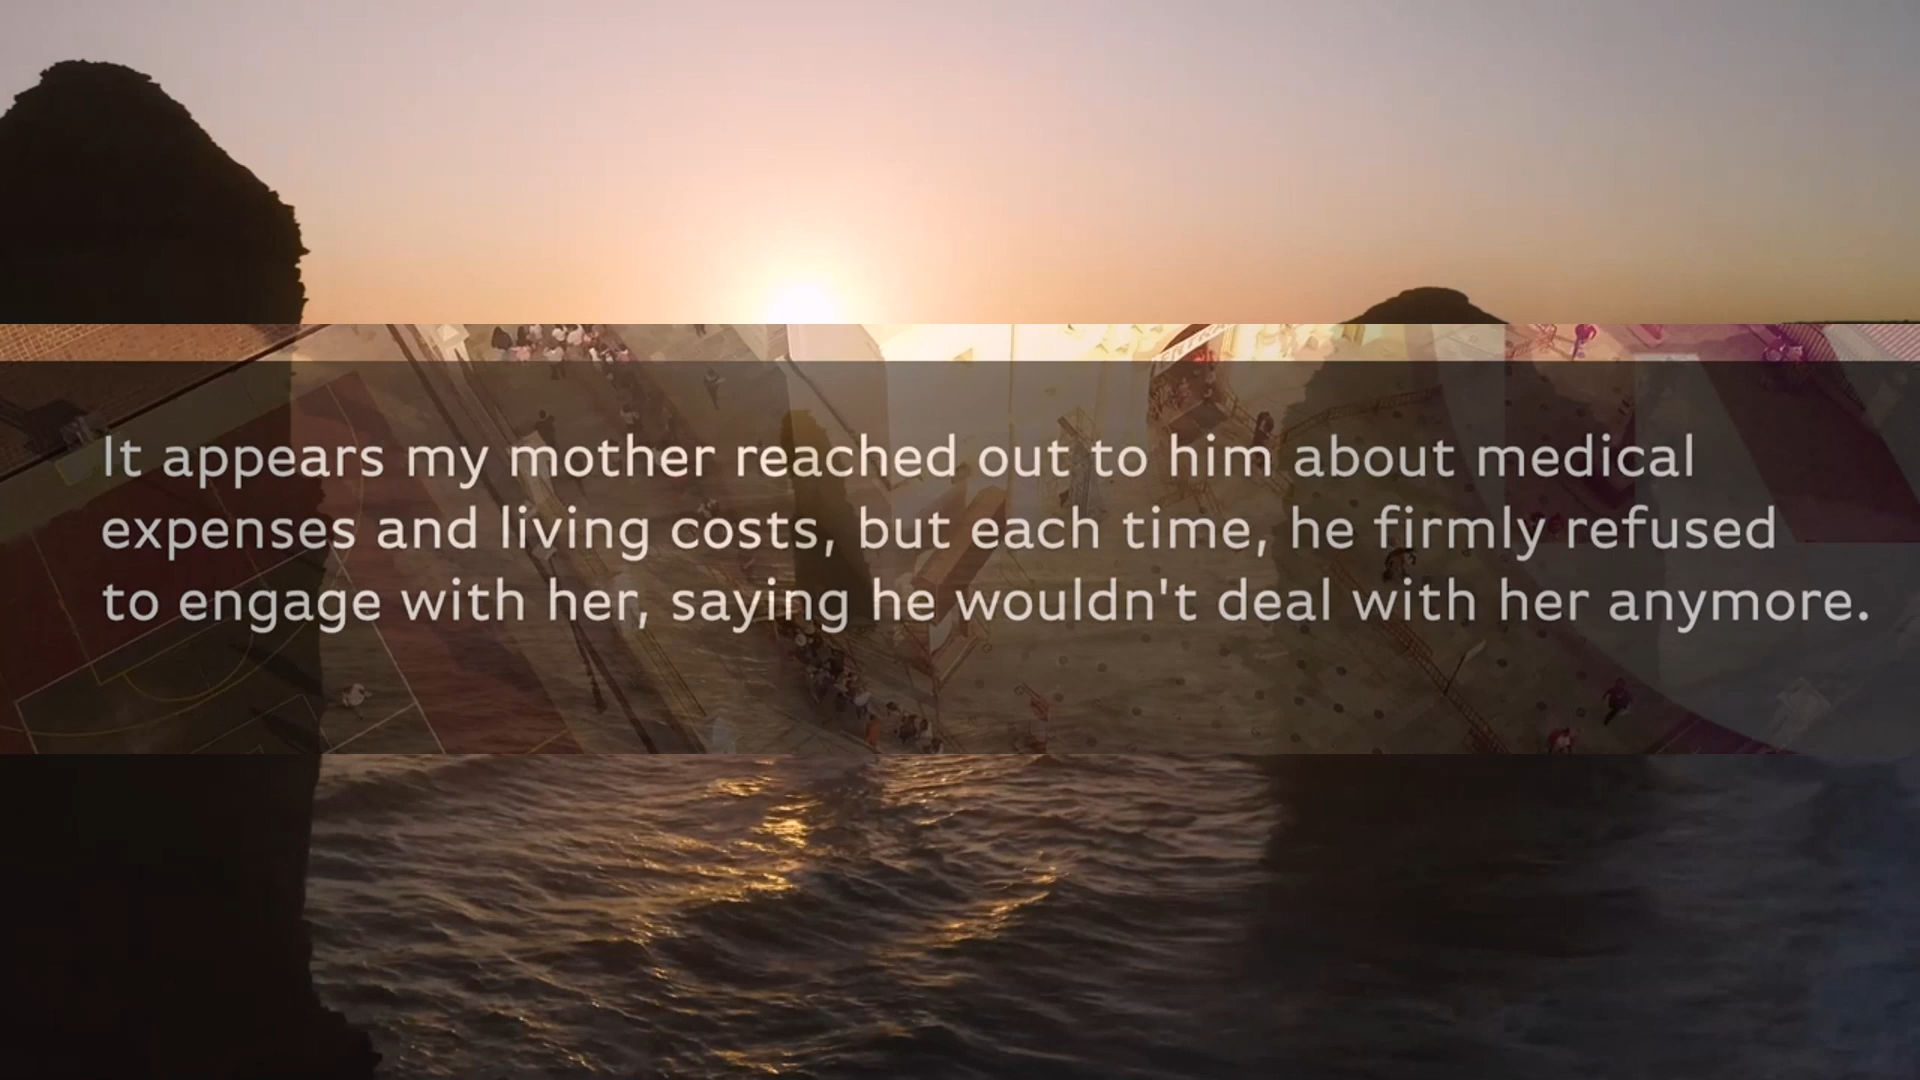 It appears my mother reached out to him about medical
expenses and living costs, but each time, he firmly refused
to engage with her, saying he wouldn't deal with her anymore.